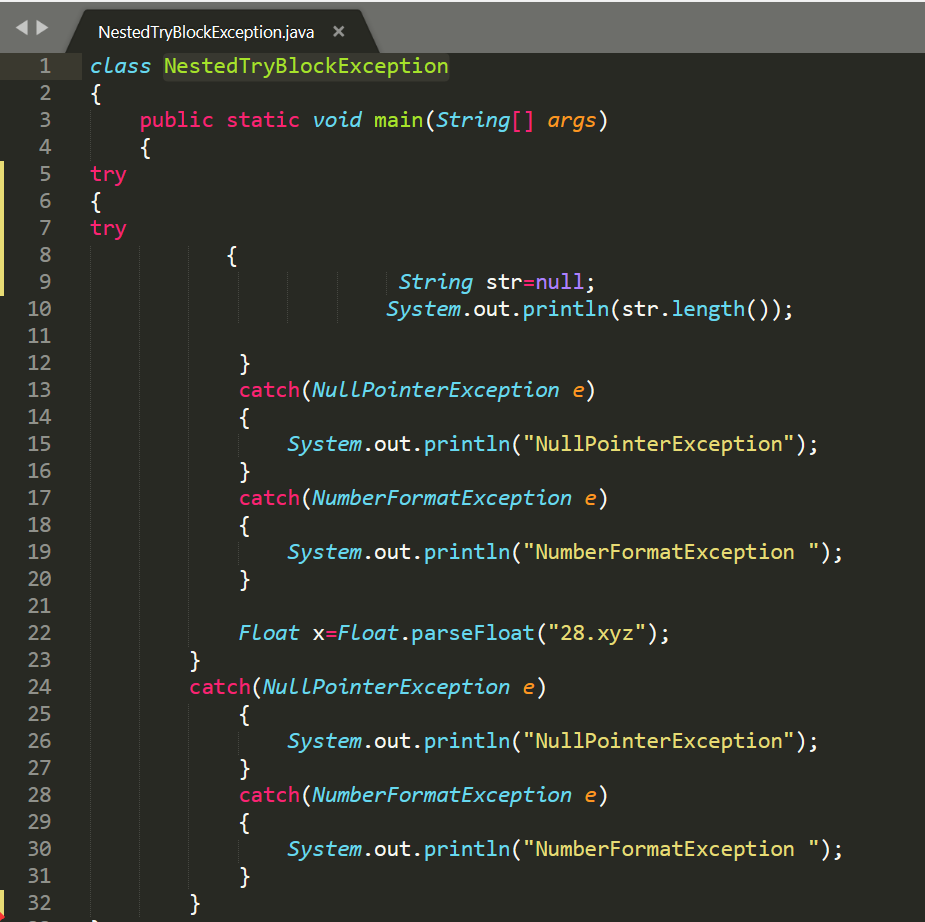 NestedTryBlockException.java ×
1 class NestedTryBlockException
2 {
3     public static void main(String[] args)
4     {
5 try
6 {
7 try
8            {
9                          String str=null;
10                         System.out.println(str.length());
11
12             }
13             catch(NullPointerException e)
14             {
15                 System.out.println("NullPointerException");
16             }
17             catch(NumberFormatException e)
18             {
19                 System.out.println("NumberFormatException ");
20             }
21
22             Float x=Float.parseFloat("28.xyz");
23         }
24         catch(NullPointerException e)
25             {
26                 System.out.println("NullPointerException");
27             }
28             catch(NumberFormatException e)
29             {
30                 System.out.println("NumberFormatException ");
31             }
32         }